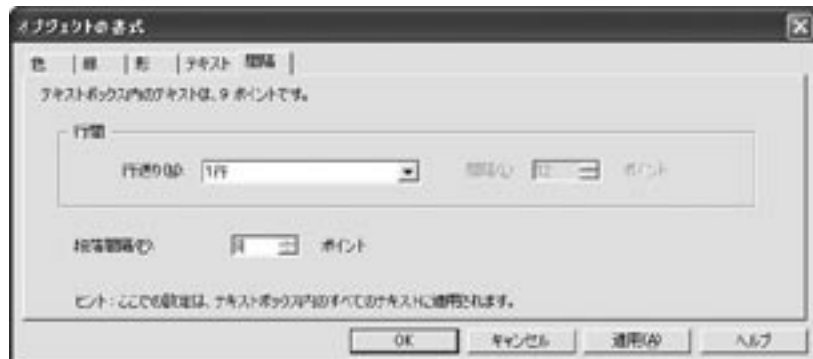 オブジェクトの書式
色 線 形 テキスト 間隔
テキストボックス内のテキストは、9 ポイントです。
行間
行送り(N): 1行 間隔(L): 12 ポイント
段落間隔(P): ポイント
ヒント : ここでの設定は、テキストボックス内のすべてのテキストに適用されます。
OK キャンセル 適用(A) ヘルプ